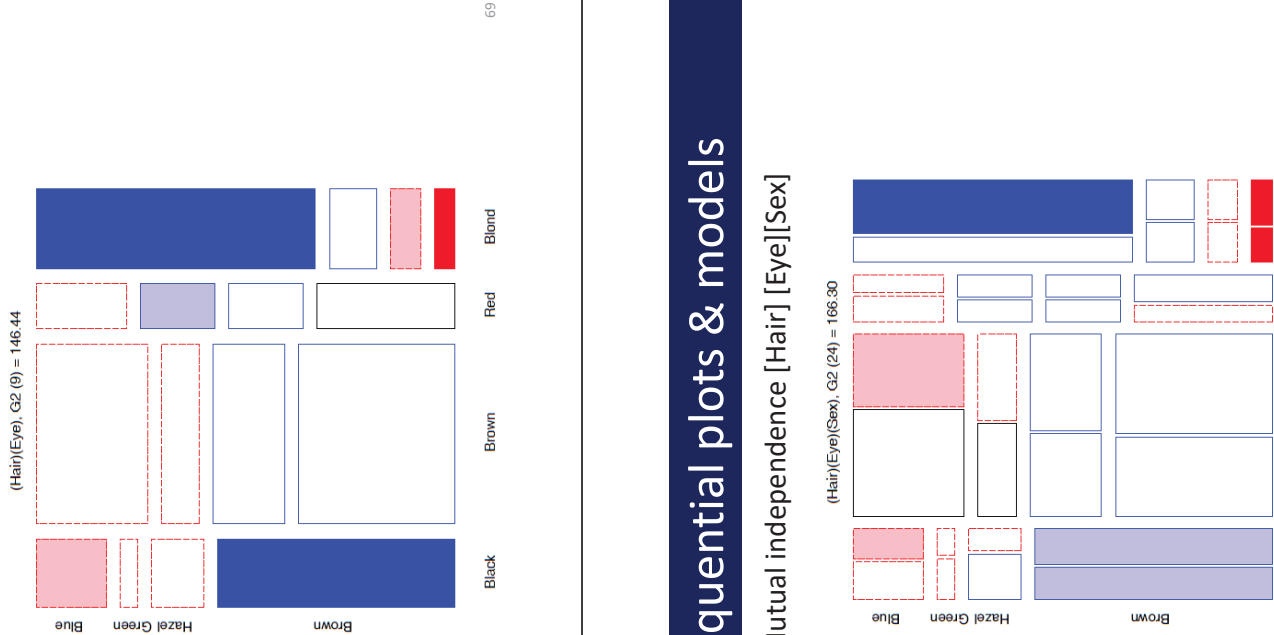 69
(Hair)(Eye), G2 (9) = 146.44
Blue
Hazel Green
Brown
Black
Brown
Red
Blond
quential plots & models
utual independence [Hair] [Eye][Sex]
(Hair)(Eye)(Sex), G2 (24) = 166.30
Blue
Hazel Green
Brown